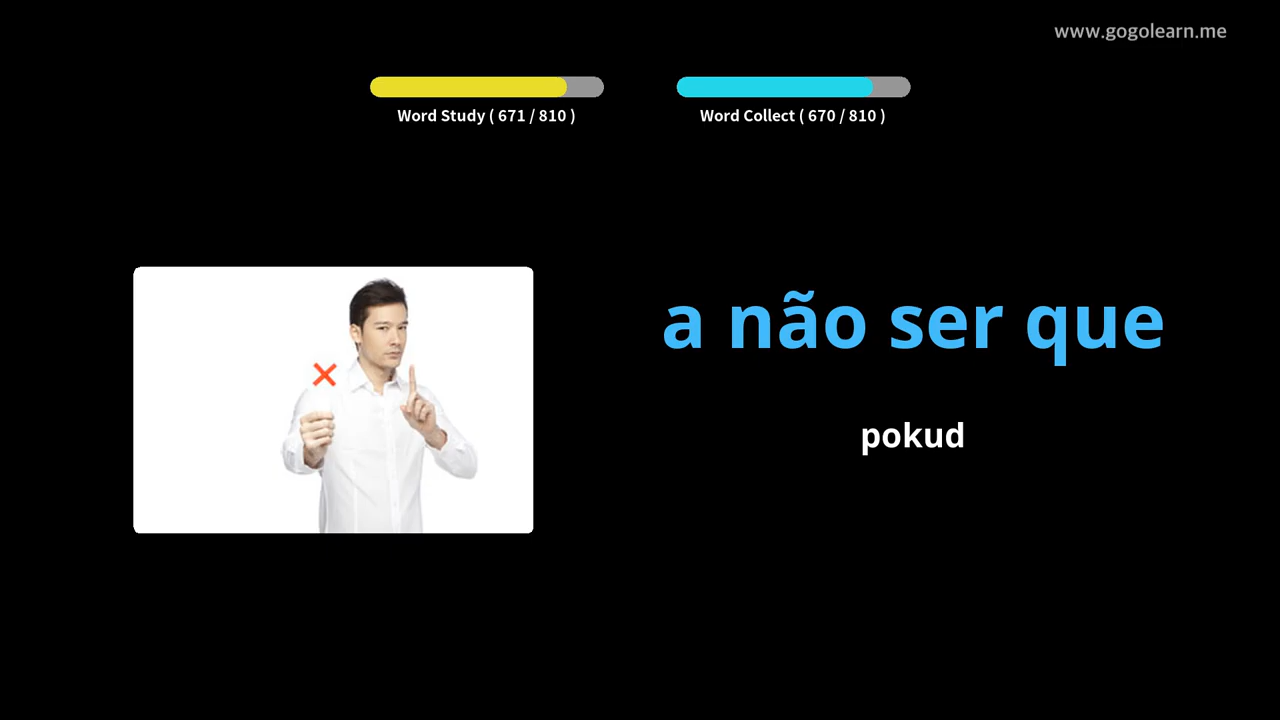 www.gogolearn.me
Word Study ( 671 / 810 )
Word Collect ( 670 / 810 )
a não ser que
pokud